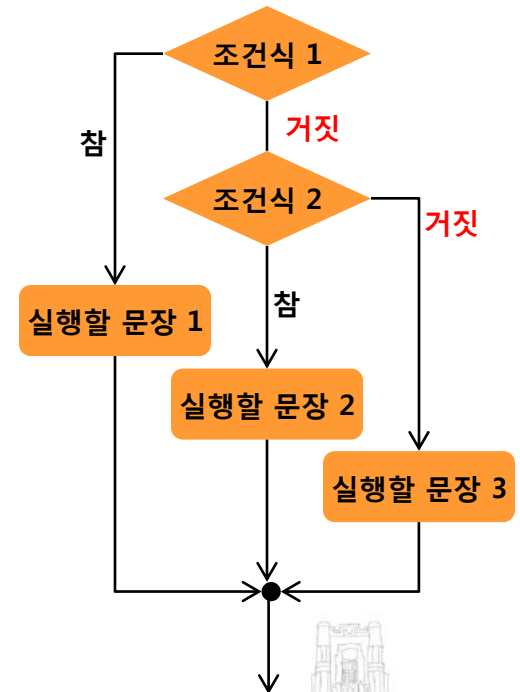 조건식 1
참
거짓
조건식 2
거짓
참
실행할 문장 1
실행할 문장 2
실행할 문장 3